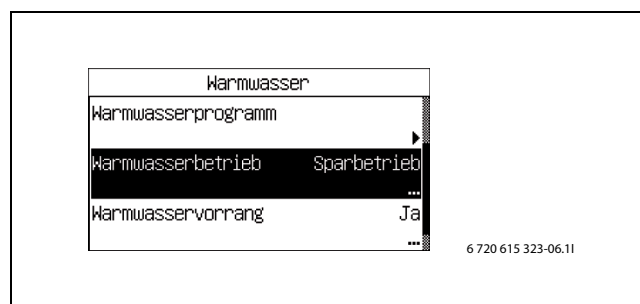 Warmwasser
Warmwasserprogramm
Warmwasserbetrieb Sparbetrieb
...
Warmwasservorrang Ja
...
6 720 615 323-06.1I